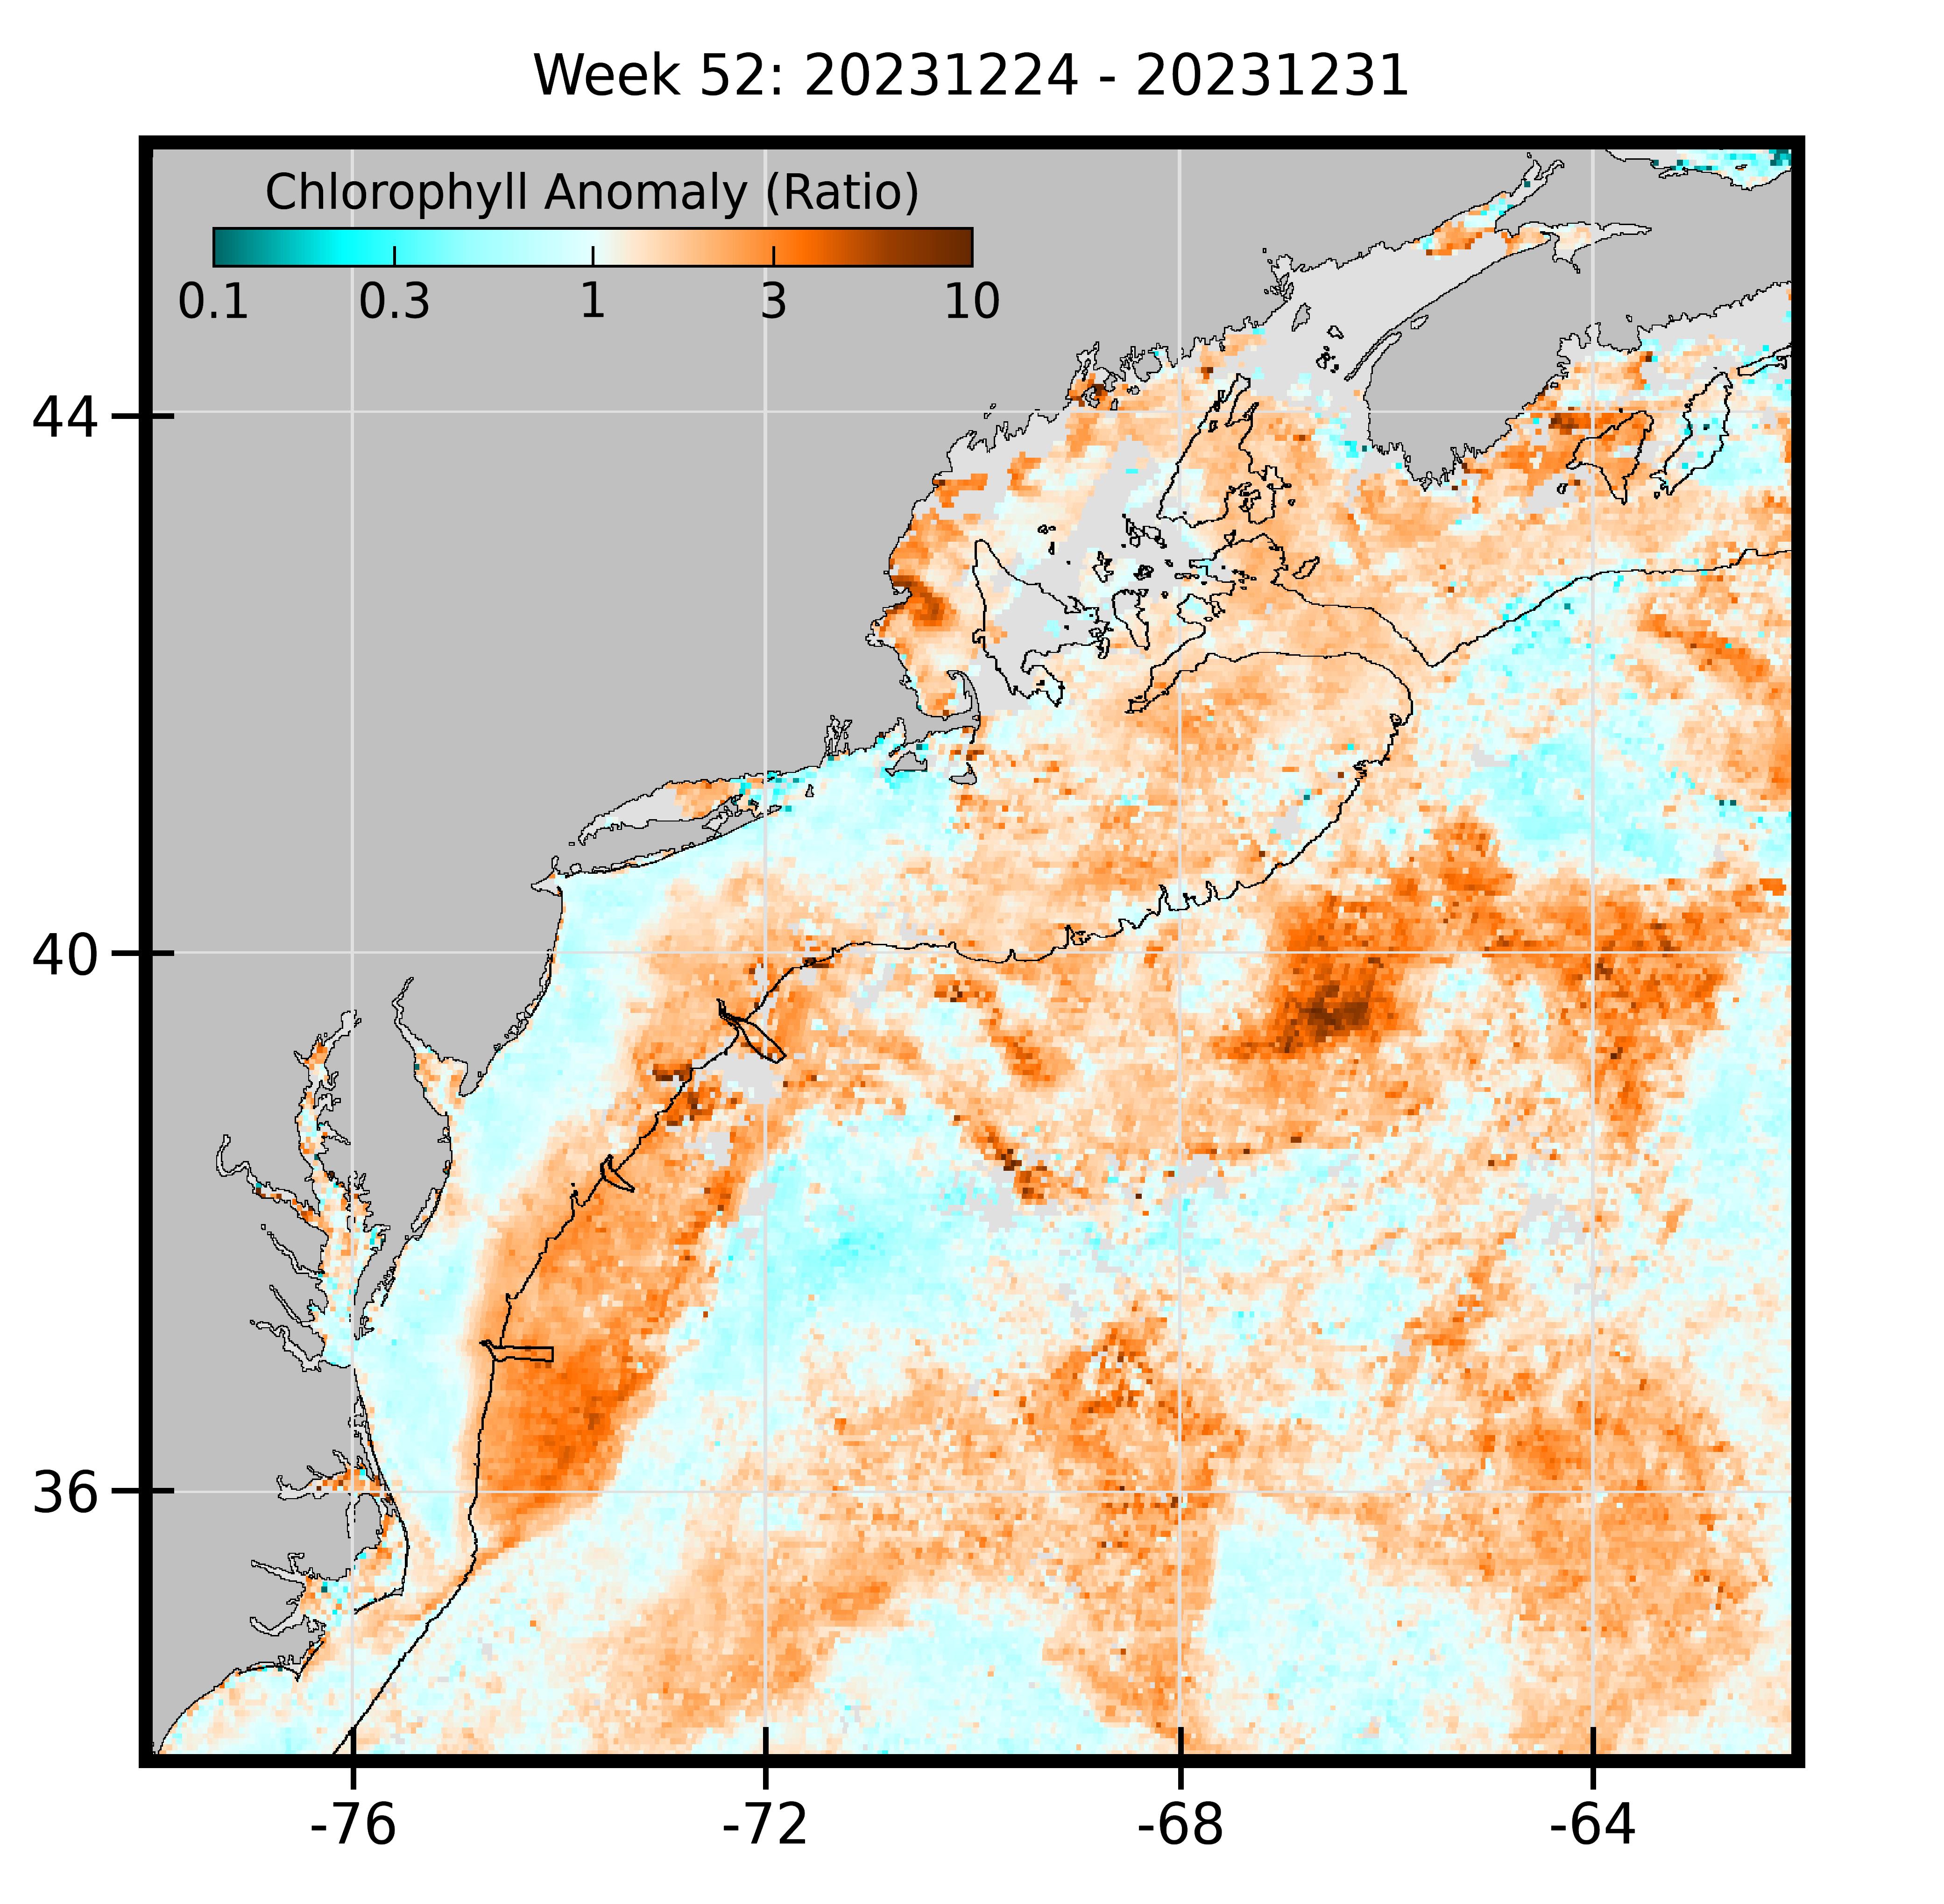 Week 52: 20231224 - 20231231
Chlorophyll Anomaly (Ratio)
0.1 0.3 1 3 10
44
40
36
-76 -72 -68 -64